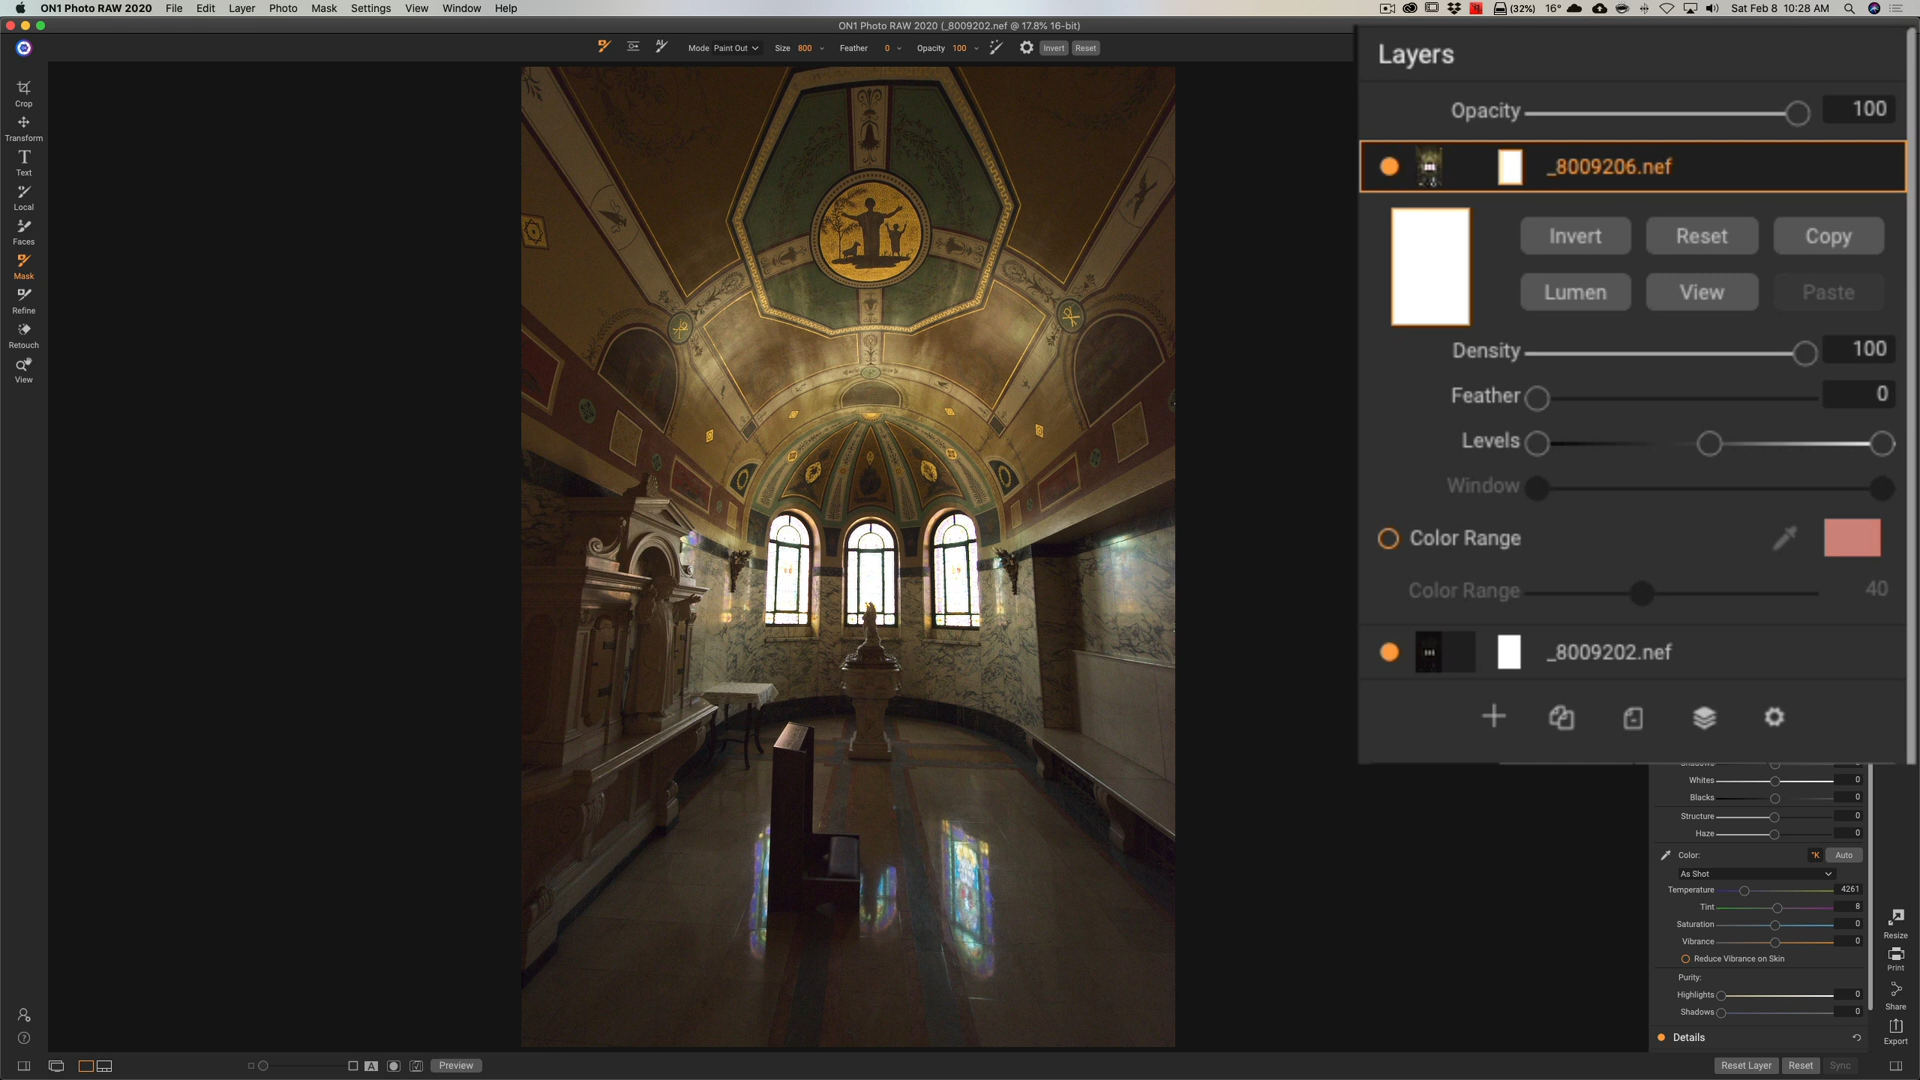 ON1 Photo RAW 2020 File Edit Layer Photo Mask Settings View Window Help
(32%) 16° Sat Feb 8 10:28 AM
ON1 Photo RAW 2020 (_8009202.nef @ 17.8% 16-bit)
Mode Paint Out Size 800 Feather 0 Opacity 100 Invert Reset
Crop
Transform
Text
Local
Faces
Mask
Refine
Retouch
View
Layers
Opacity 100
_8009206.nef
Invert Reset Copy
Lumen View Paste
Density 100
Feather 0
Levels
Window
Color Range
Color Range 40
_8009202.nef
Whites 0
Blacks 0
Structure 0
Haze 0
Color: °K Auto
As Shot
Temperature 4261
Tint 8
Saturation 0
Vibrance 0
Reduce Vibrance on Skin
Purity:
Highlights 0
Shadows 0
Details
Resize
Print
Share
Export
A Preview
Reset Layer Reset Sync